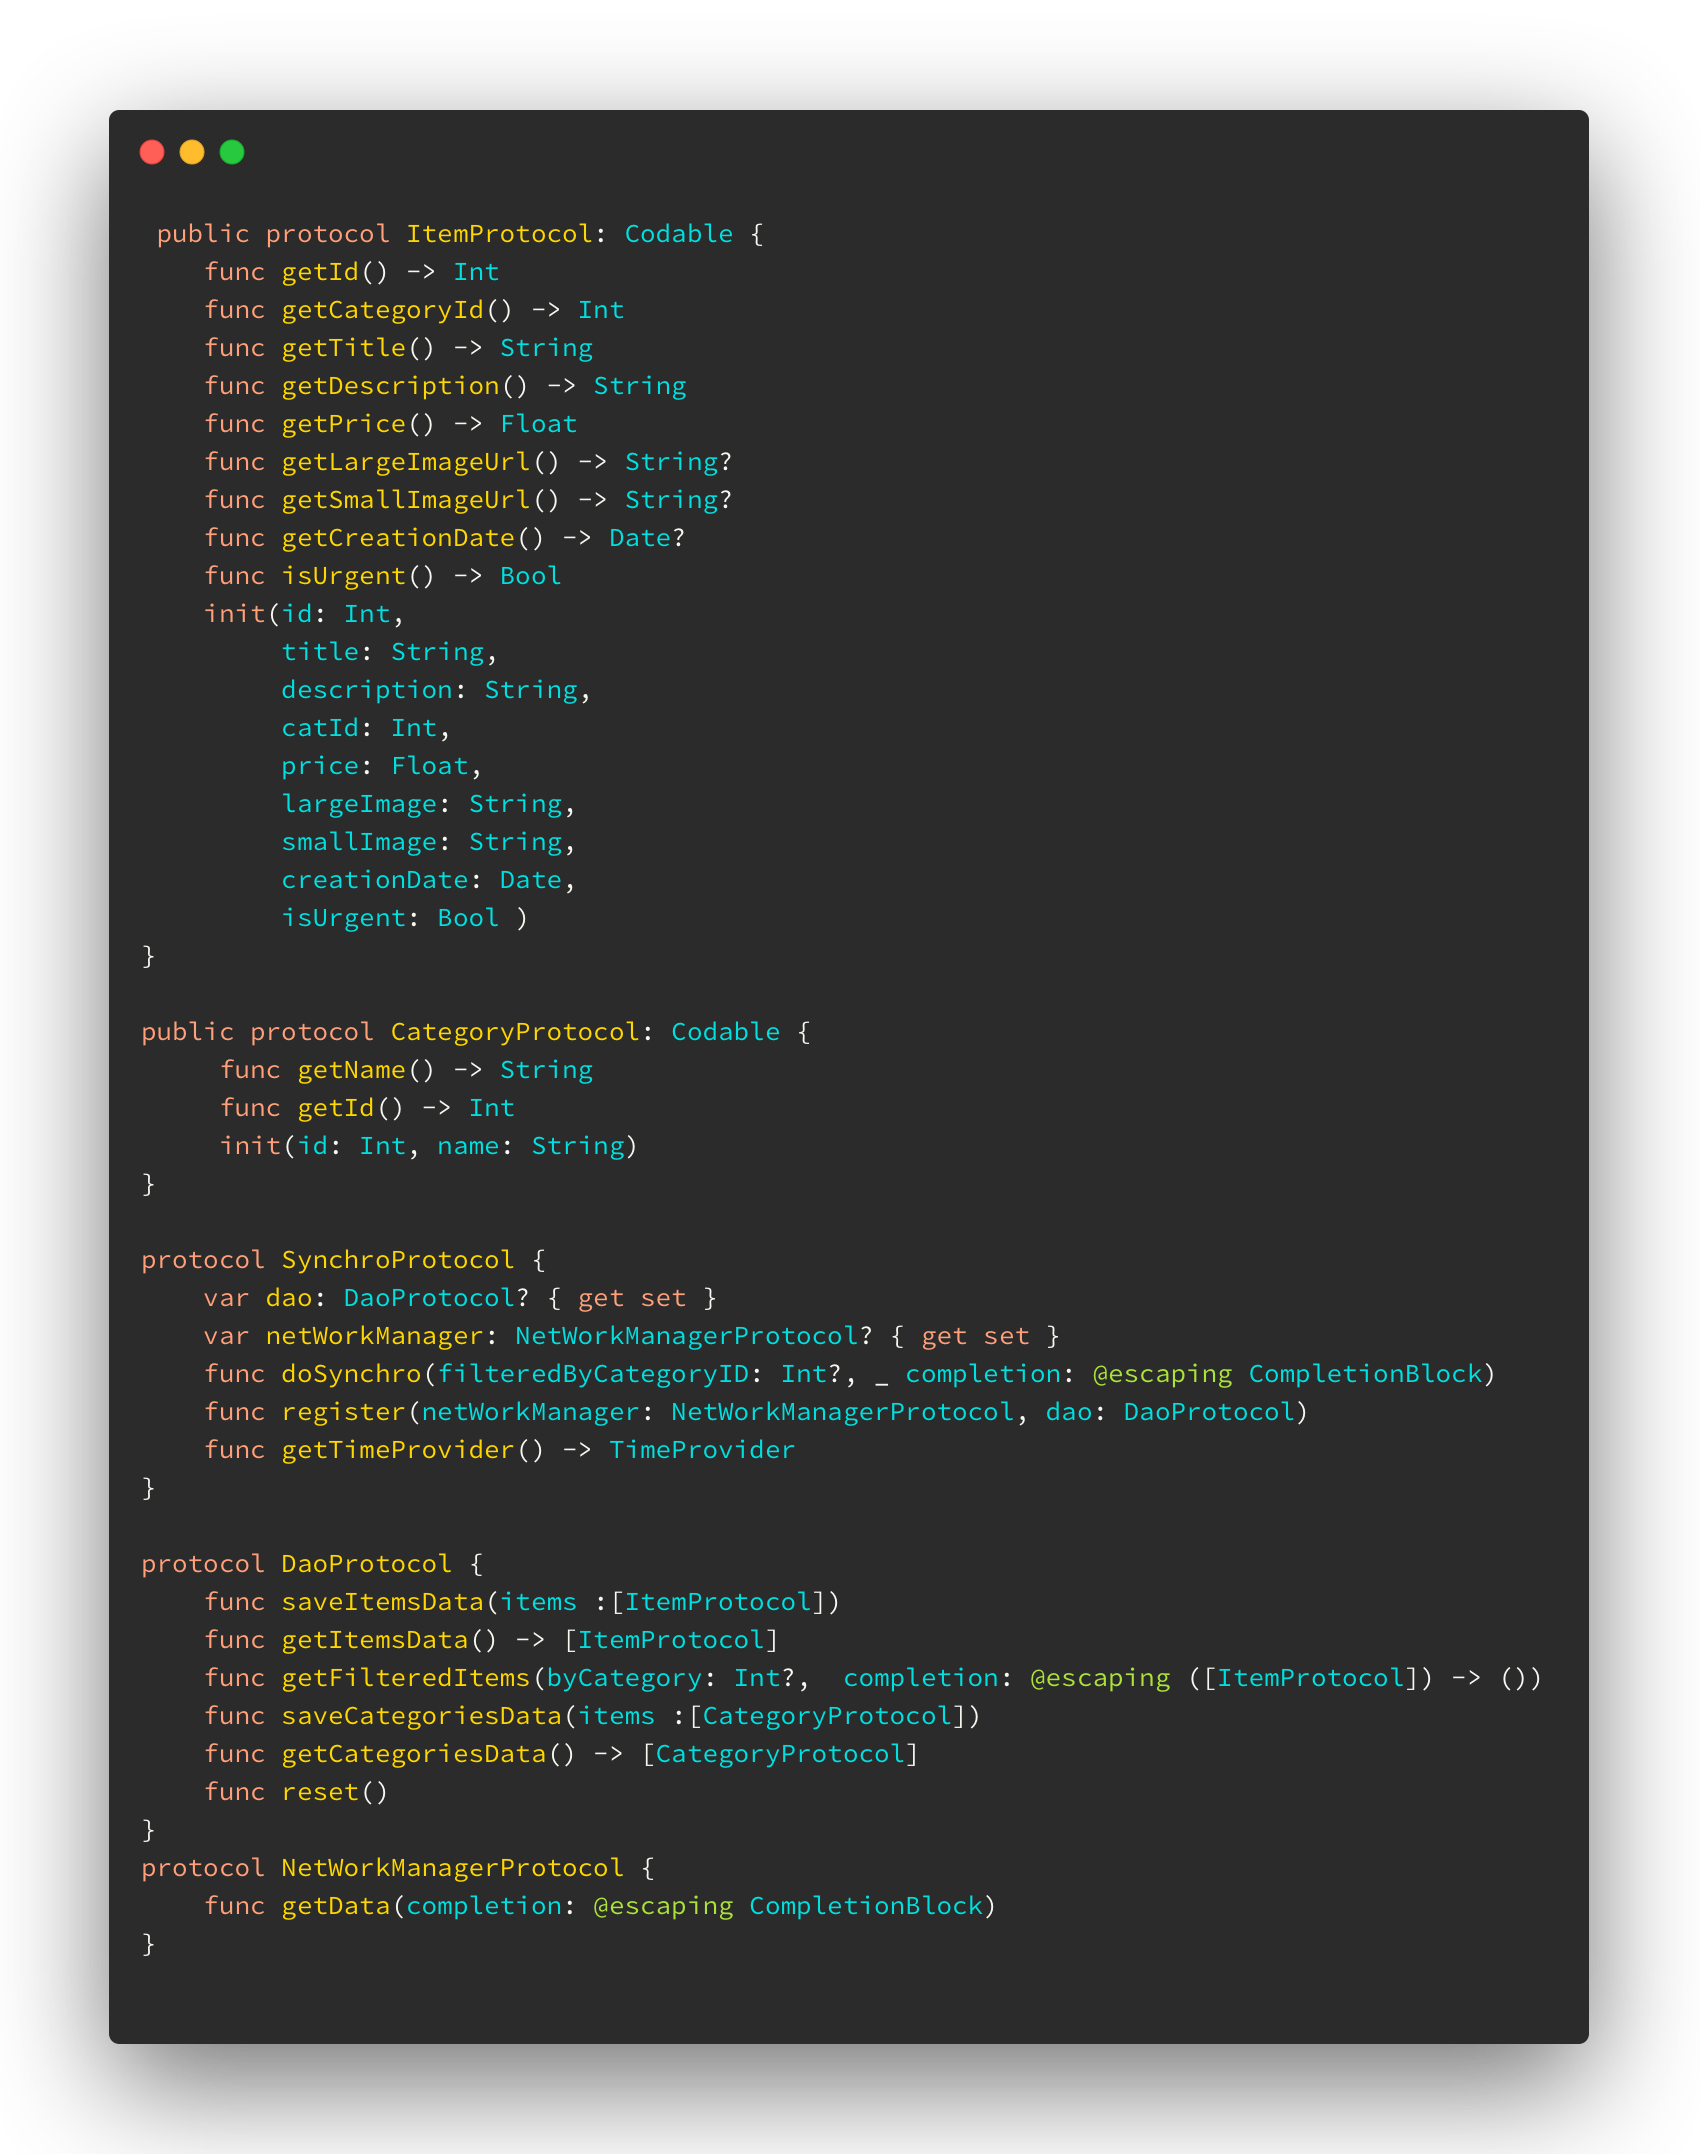 public protocol ItemProtocol: Codable {
func getId() -> Int
func getCategoryId() -> Int
func getTitle() -> String
func getDescription() -> String
func getPrice() -> Float
func getLargeImageUrl() -> String?
func getSmallImageUrl() -> String?
func getCreationDate() -> Date?
func isUrgent() -> Bool
init(id: Int,
title: String,
description: String,
catId: Int,
price: Float,
largeImage: String,
smallImage: String,
creationDate: Date,
isUrgent: Bool )
}
public protocol CategoryProtocol: Codable {
func getName() -> String
func getId() -> Int
init(id: Int, name: String)
}
protocol SynchroProtocol {
var dao: DaoProtocol? { get set }
var netWorkManager: NetWorkManagerProtocol? { get set }
func doSynchro(filteredByCategoryID: Int?, _ completion: @escaping CompletionBlock)
func register(netWorkManager: NetWorkManagerProtocol, dao: DaoProtocol)
func getTimeProvider() -> TimeProvider
}
protocol DaoProtocol {
func saveItemsData(items :[ItemProtocol])
func getItemsData() -> [ItemProtocol]
func getFilteredItems(byCategory: Int?,  completion: @escaping ([ItemProtocol]) -> ())
func saveCategoriesData(items :[CategoryProtocol])
func getCategoriesData() -> [CategoryProtocol]
func reset()
}
protocol NetWorkManagerProtocol {
func getData(completion: @escaping CompletionBlock)
}